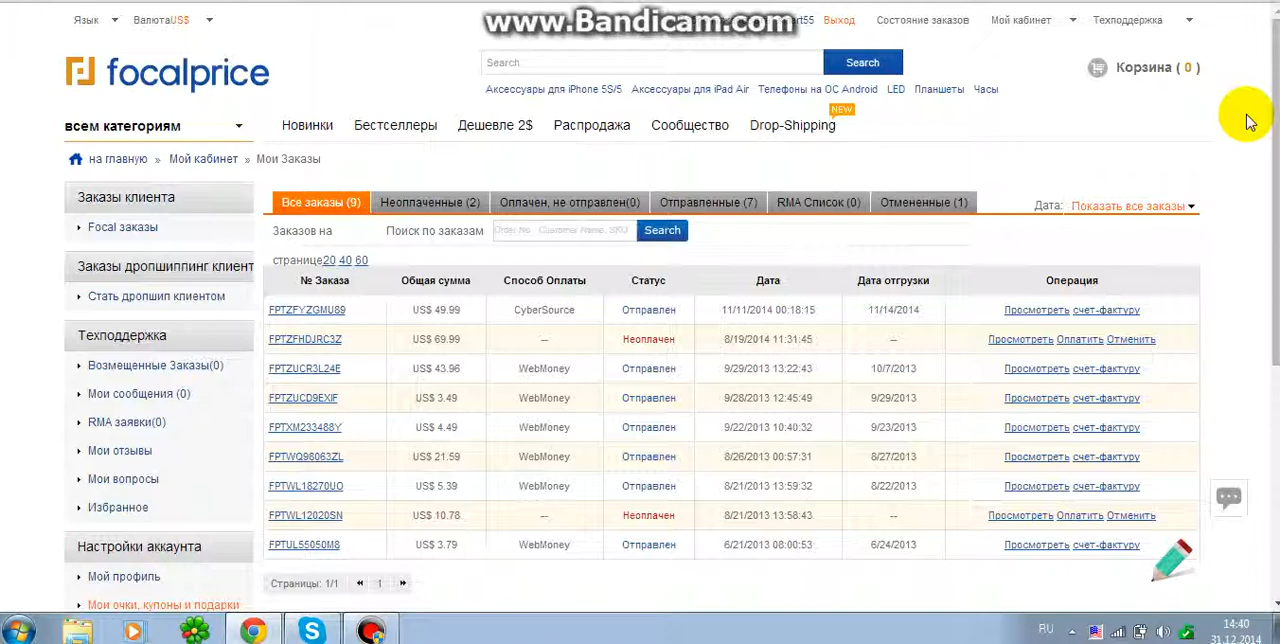 www.Bandicam.com
Язык Валюта US$ Выход Состояние заказов Мой кабинет Техподдержка
focalprice
Search Search
Корзина ( 0 )
Аксессуары для iPhone 5S/5 Аксессуары для iPad Air Телефоны на ОС Android LED Планшеты Часы
NEW
всем категориям Новинки Бестселлеры Дешевле 2$ Распродажа Сообщество Drop-Shipping
на главную » Мой кабинет » Мои Заказы
Заказы клиента
Focal заказы
Заказы дропшиппинг клиент
Стать дропшип клиентом
Техподдержка
Возмещенные Заказы(0)
Мои сообщения (0)
RMA заявки(0)
Мои отзывы
Мои вопросы
Избранное
Настройки аккаунта
Мой профиль
Мои очки, купоны и подарки
Все заказы (9) Неоплаченные (2) Оплачен, не отправлен(0) Отправленные (7) RMA Список (0) Отмененные (1)
Дата: Показать все заказы
Заказов на Поиск по заказам Order No Customer Name, SKU Search
странице20 40 60
№ Заказа Общая сумма Способ Оплаты Статус Дата Дата отгрузки Операция
FPTZFYZGMU89 US$ 49.99 CyberSource Отправлен 11/11/2014 00:18:15 11/14/2014 Просмотреть счет-фактуру
FPTZFHDJRC3Z US$ 69.99 -- Неоплачен 8/19/2014 11:31:45 -- Просмотреть Оплатить Отменить
FPTZUCR3L24E US$ 43.96 WebMoney Отправлен 9/29/2013 13:22:43 10/7/2013 Просмотреть счет-фактуру
FPTZUCD9EXIF US$ 3.49 WebMoney Отправлен 9/28/2013 12:45:49 9/29/2013 Просмотреть счет-фактуру
FPTXM233488Y US$ 4.49 WebMoney Отправлен 9/22/2013 10:40:32 9/23/2013 Просмотреть счет-фактуру
FPTWQ98063ZL US$ 21.59 WebMoney Отправлен 8/26/2013 00:57:31 8/27/2013 Просмотреть счет-фактуру
FPTWL18270UO US$ 5.39 WebMoney Отправлен 8/21/2013 13:59:32 8/22/2013 Просмотреть счет-фактуру
FPTWL12020SN US$ 10.78 -- Неоплачен 8/21/2013 13:58:43 -- Просмотреть Оплатить Отменить
FPTUL55050M8 US$ 3.79 WebMoney Отправлен 6/21/2013 08:00:53 6/24/2013 Просмотреть счет-фактуру
Страницы: 1/1 1
RU 14:40
31.12.2014